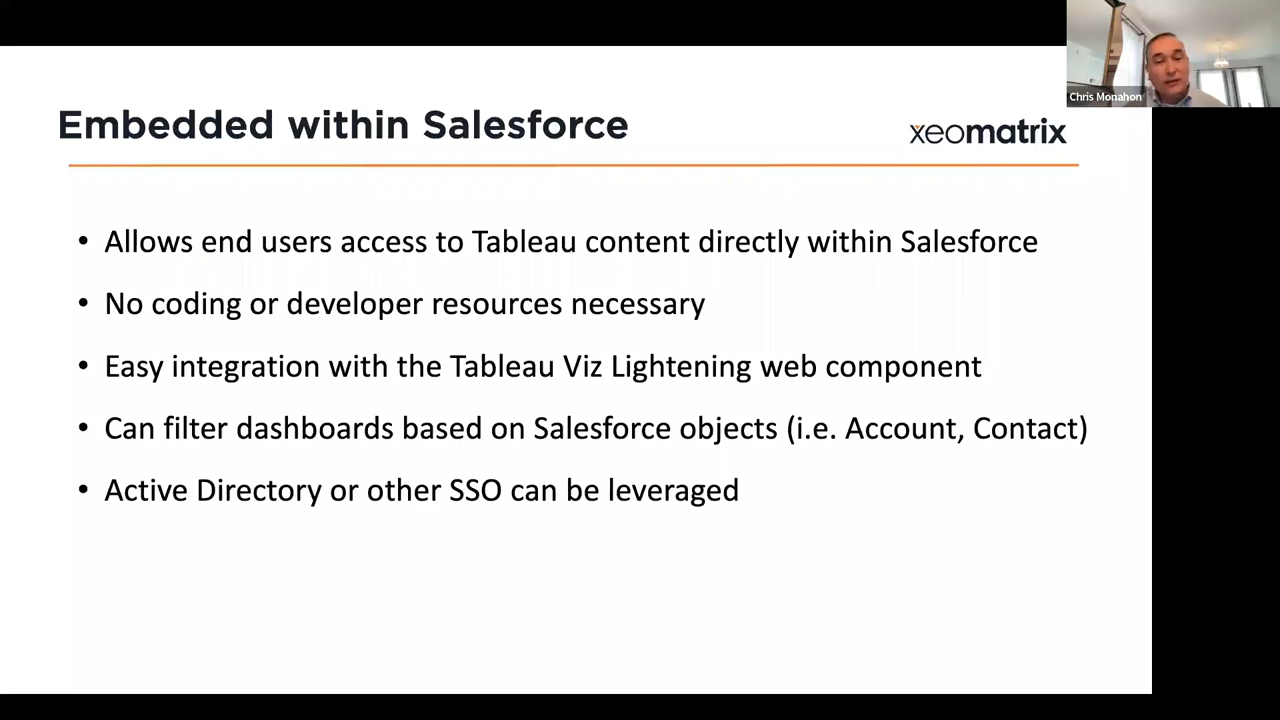 Chris Monahon
Embedded within Salesforce
xeomatrix
• Allows end users access to Tableau content directly within Salesforce
• No coding or developer resources necessary
• Easy integration with the Tableau Viz Lightening web component
• Can filter dashboards based on Salesforce objects (i.e. Account, Contact)
• Active Directory or other SSO can be leveraged